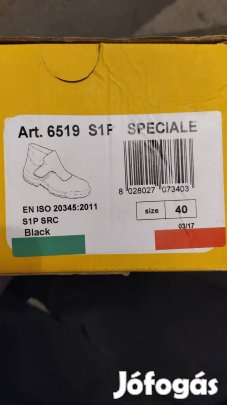 Art. 6519 S1P SPECIALE
8 028027 073403
EN ISO 20345:2011
S1P SRC
Black
size 40
03/17
Jófogás